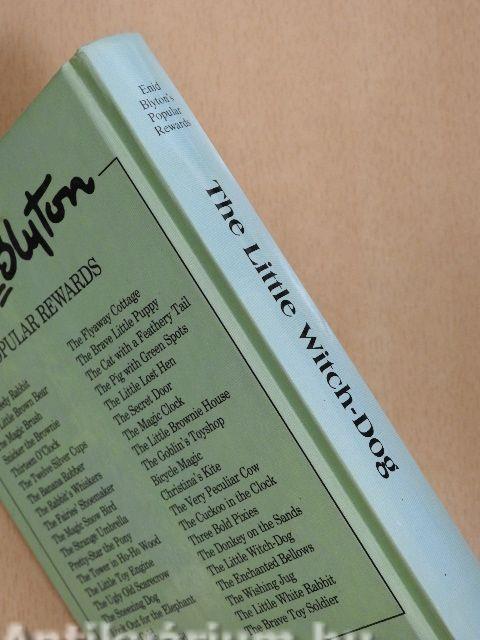 Enid
Blyton's
Popular
Rewards
The Little Witch-Dog
Blyton
POPULAR REWARDS
Rabbit
Little Brown Bear
The Magic Brush
Snicker the Brownie
Thirteen O'Clock
The Twelve Silver Cups
The Banana Robber
The Rabbit's Whiskers
The Fairies' Shoemaker
The Magic Snow Bird
The Strange Umbrella
Pretty-Star the Pony
The Tower in Ho-Ho Wood
The Little Toy Engine
The Ugly Old Scarecrow
The Sneezing Dog
Out for the Elephant
The Flyaway Cottage
The Brave Little Puppy
The Cat with a Feathery Tail
The Pig with Green Spots
The Little Lost Hen
The Secret Door
The Magic Clock
The Little Brownie House
The Goblin's Toyshop
Bicycle Magic
Christina's Kite
The Very Peculiar Cow
The Cuckoo in the Clock
Three Bold Pixies
The Donkey on the Sands
The Little Witch-Dog
The Enchanted Bellows
The Wishing Jug
The Little White Rabbit
The Brave Toy Soldier
Antikvárium.hu